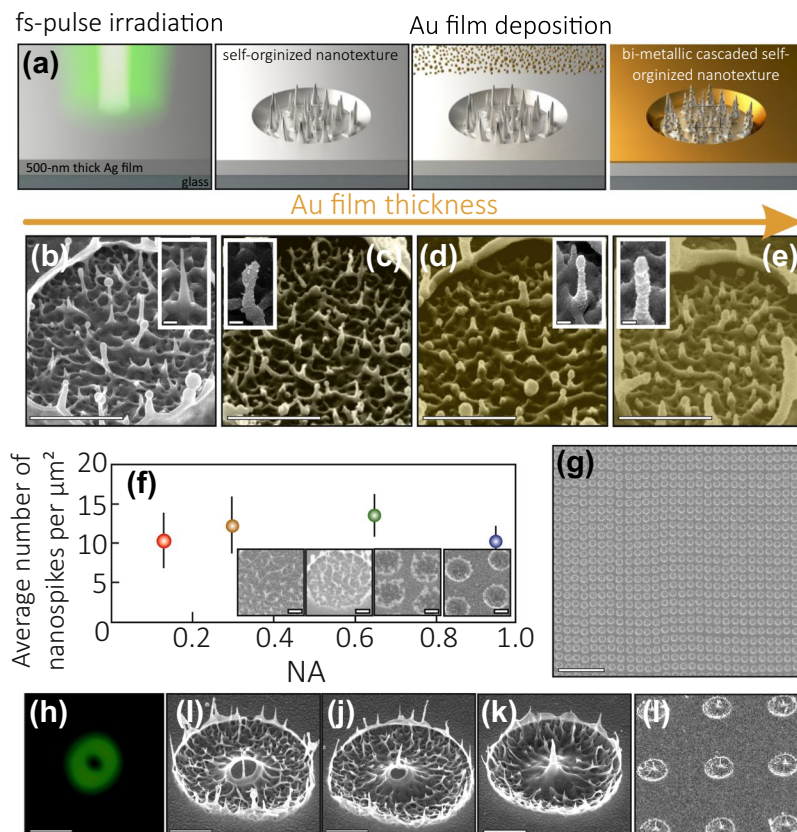 fs-pulse irradiation
Au film deposition
(a)
self-orginized nanotexture
bi-metallic cascaded self-
orginized nanotexture
500-nm thick Ag film
glass
Au film thickness
(b)
(c)
(d)
(e)
Average number of
nanospikes per μm²
20
15
10
5
0
(f)
0.2
0.4
0.6
0.8
1.0
NA
(g)
(h)
(i)
(j)
(k)
(l)